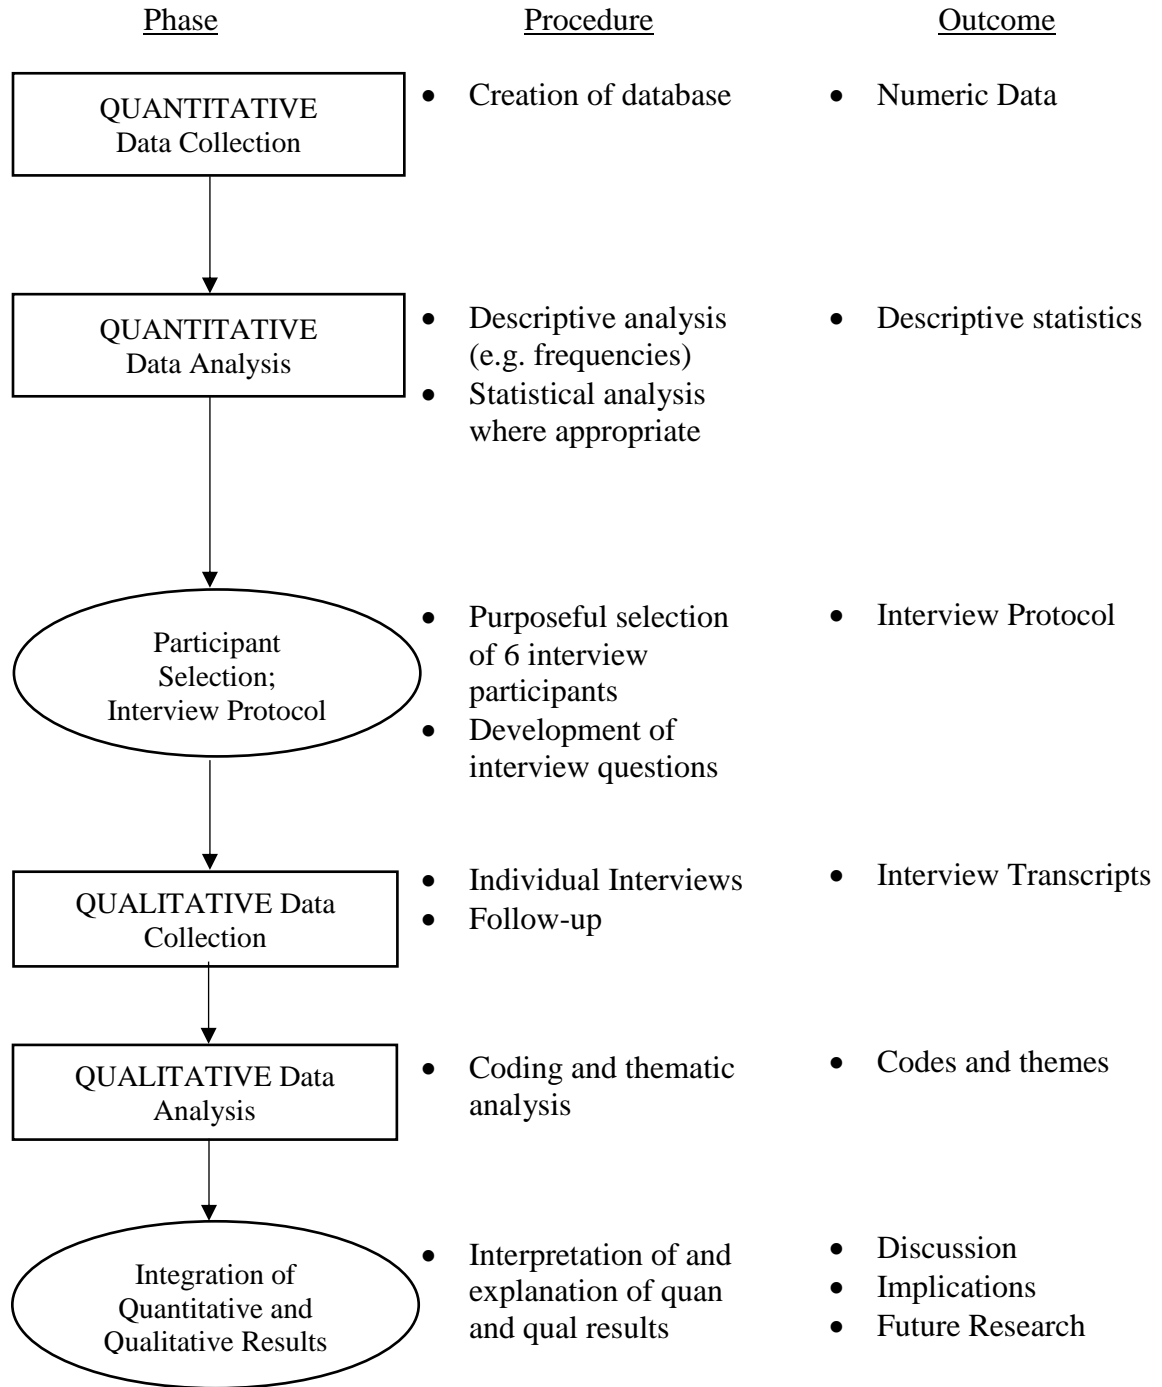 Phase Procedure Outcome
QUANTITATIVE
Data Collection
• Creation of database
• Numeric Data
QUANTITATIVE
Data Analysis
• Descriptive analysis
(e.g. frequencies)
• Statistical analysis
where appropriate
• Descriptive statistics
Participant
Selection;
Interview Protocol
• Purposeful selection
of 6 interview
participants
• Development of
interview questions
• Interview Protocol
QUALITATIVE Data
Collection
• Individual Interviews
• Follow-up
• Interview Transcripts
QUALITATIVE Data
Analysis
• Coding and thematic
analysis
• Codes and themes
Integration of
Quantitative and
Qualitative Results
• Interpretation of and
explanation of quan
and qual results
• Discussion
• Implications
• Future Research